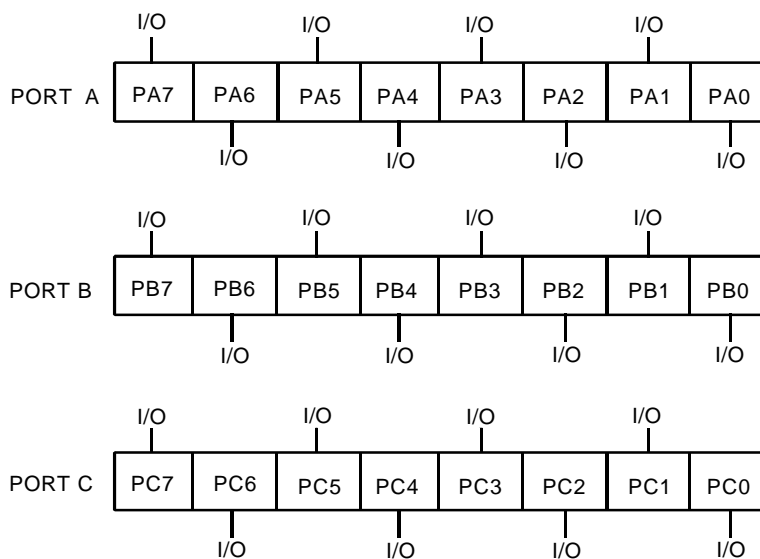 I/O I/O I/O I/O
PORT A PA7 PA6 PA5 PA4 PA3 PA2 PA1 PA0
I/O I/O I/O I/O
I/O I/O I/O I/O
PORT B PB7 PB6 PB5 PB4 PB3 PB2 PB1 PB0
I/O I/O I/O I/O
I/O I/O I/O I/O
PORT C PC7 PC6 PC5 PC4 PC3 PC2 PC1 PC0
I/O I/O I/O I/O